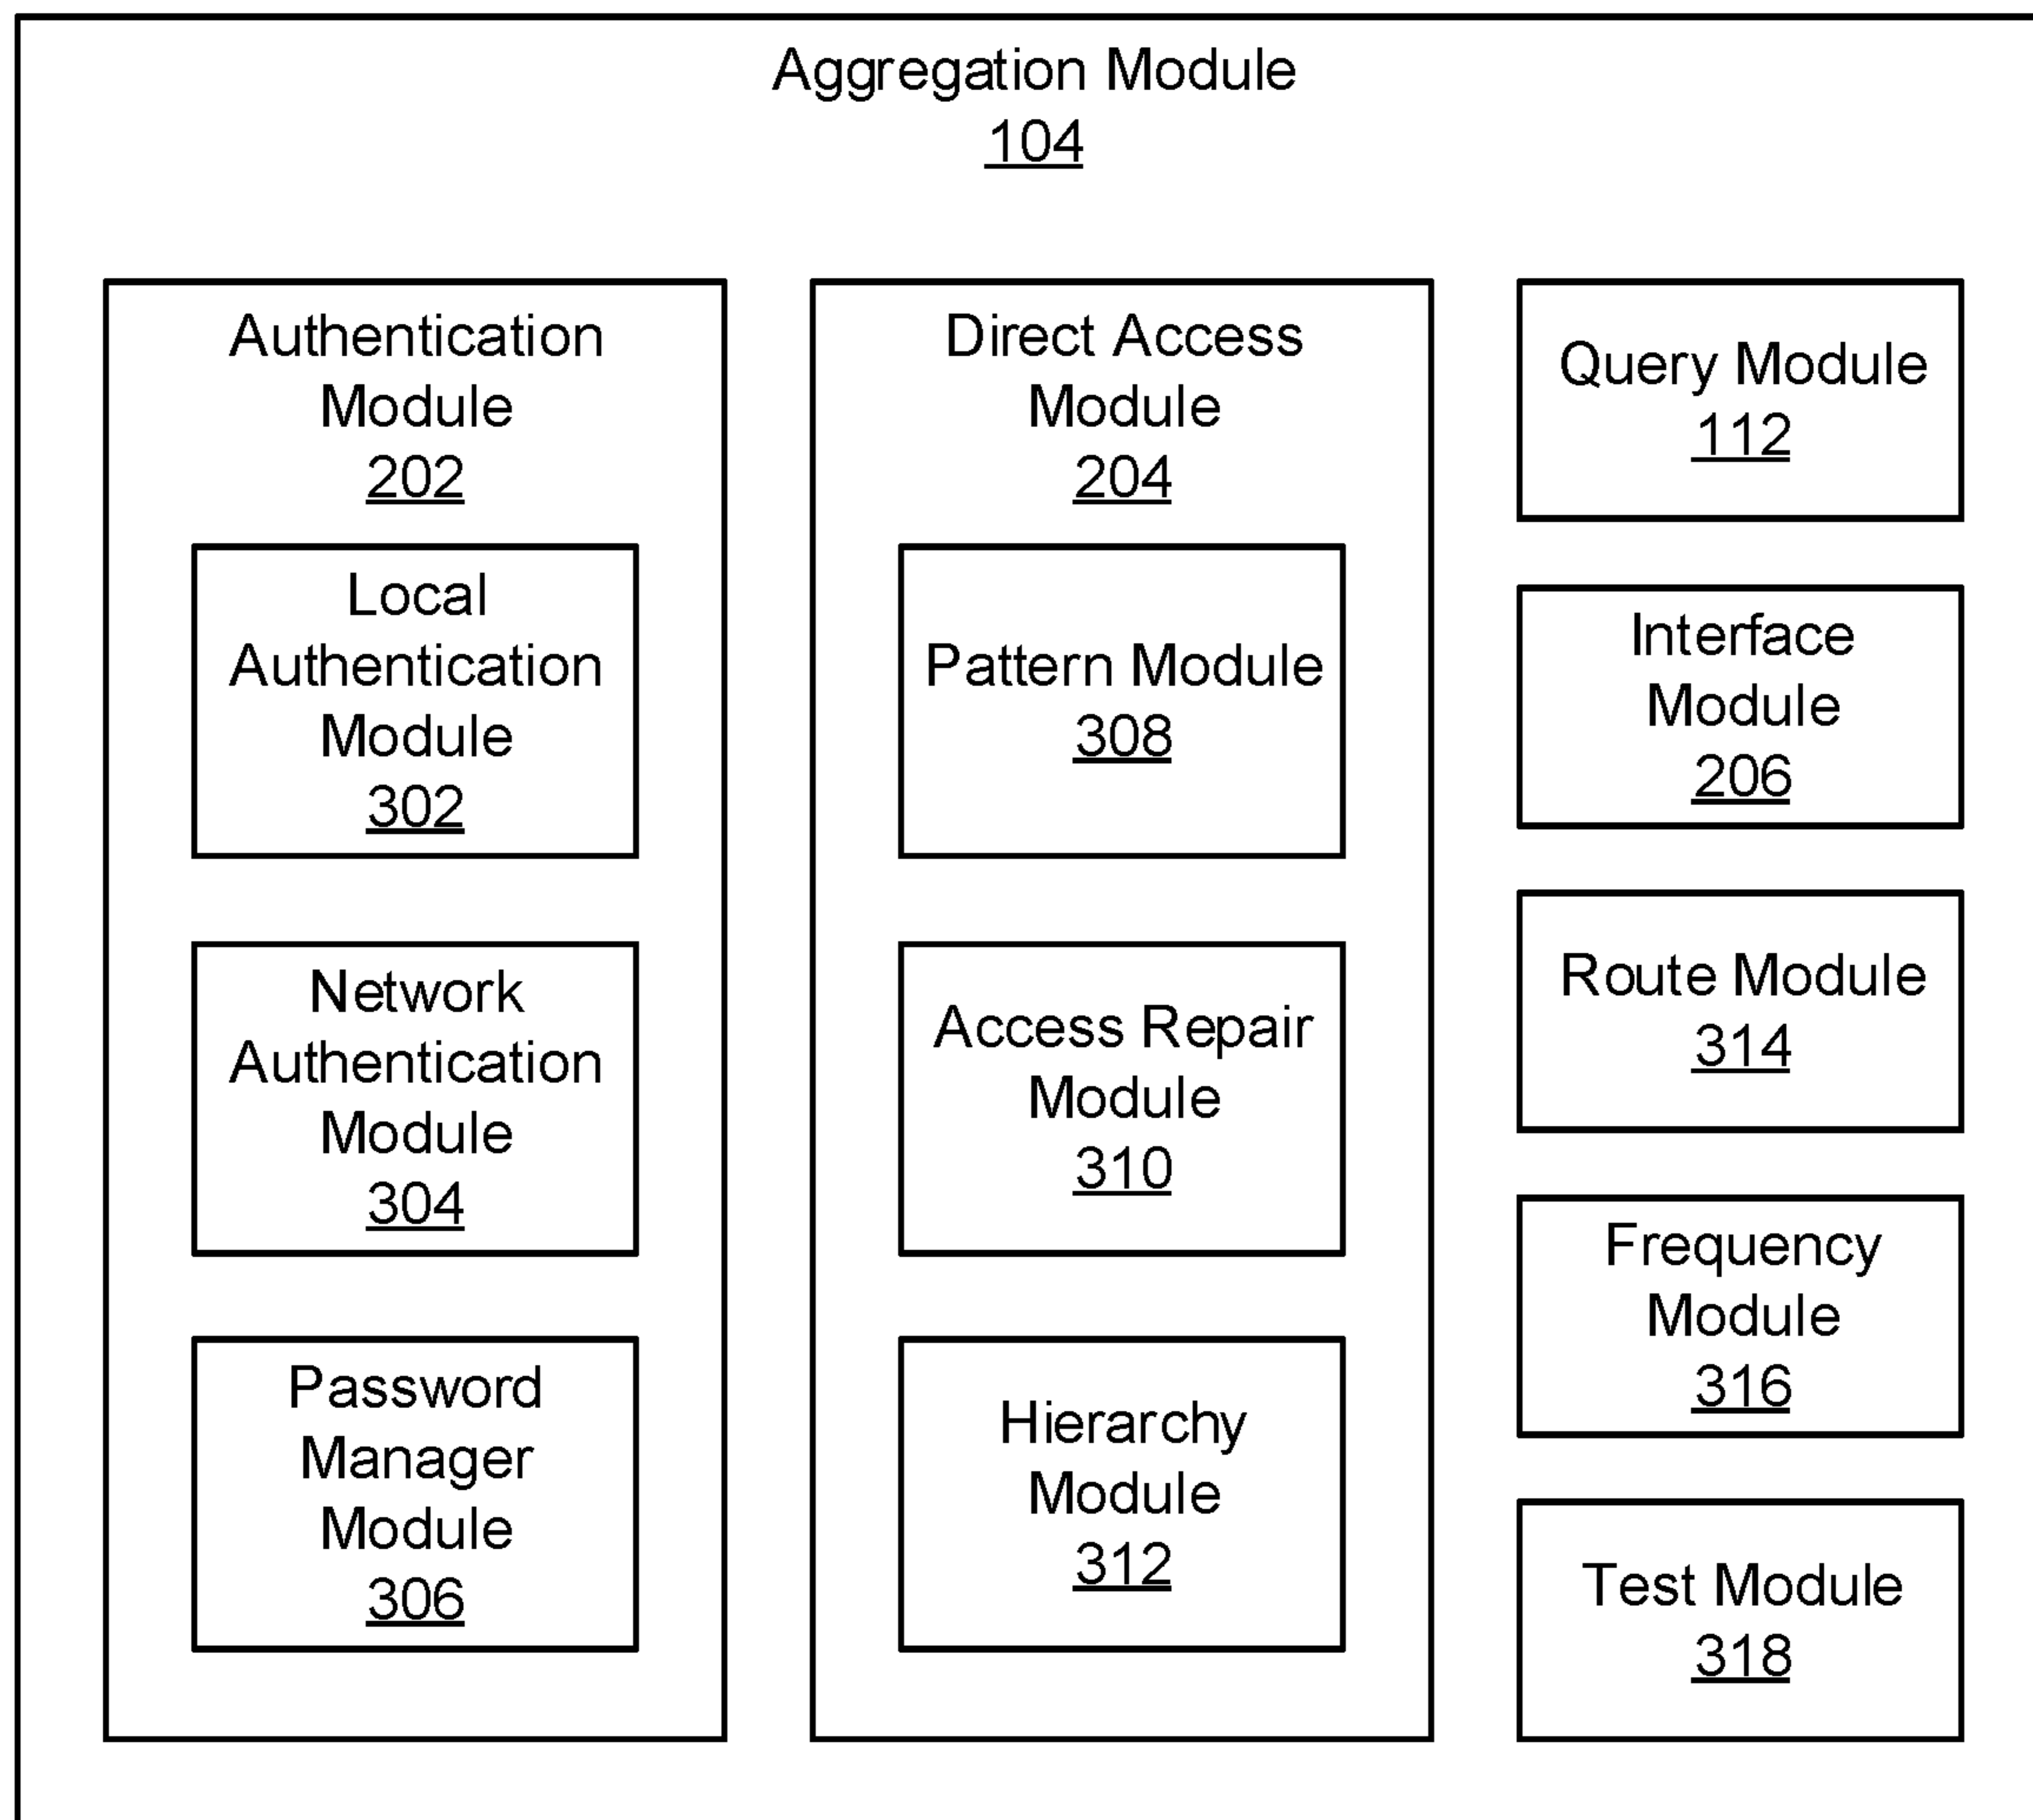 Aggregation Module
104
Authentication
Module
202
Local
Authentication
Module
302
Network
Authentication
Module
304
Password
Manager
Module
306
Direct Access
Module
204
Pattern Module
308
Access Repair
Module
310
Hierarchy
Module
312
Query Module
112
Interface
Module
206
Route Module
314
Frequency
Module
316
Test Module
318